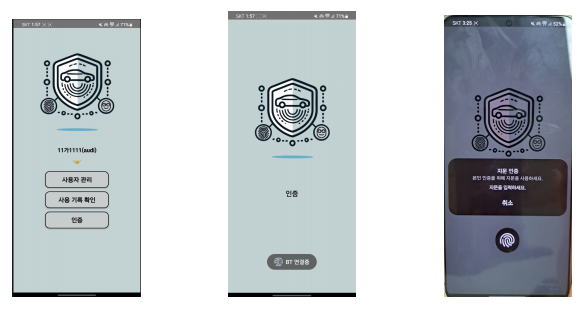 SKT 1:57
71%
11가1111(audi)
사용자 관리
사용 기록 확인
인증
SKT 1:57
71%
인증
BT 연결중
SKT 3:25
52%
지문 인증
본인 인증을 위해 지문을 사용하세요.
지문을 입력하세요.
취소